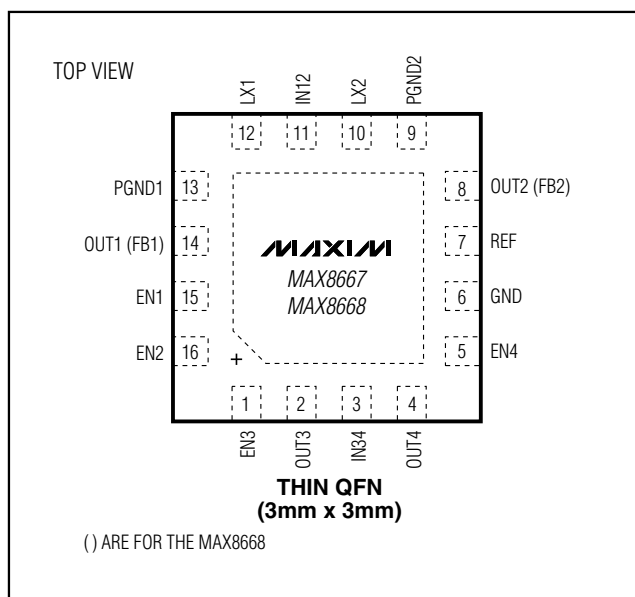 TOP VIEW
LX1
IN12
LX2
PGND2
12
11
10
9
PGND1 13
8 OUT2 (FB2)
OUT1 (FB1) 14
7 REF
EN1 15
6 GND
EN2 16
5 EN4
MAXIM
MAX8667
MAX8668
+
1
2
3
4
EN3
OUT3
IN34
OUT4
THIN QFN
(3mm x 3mm)
( ) ARE FOR THE MAX8668